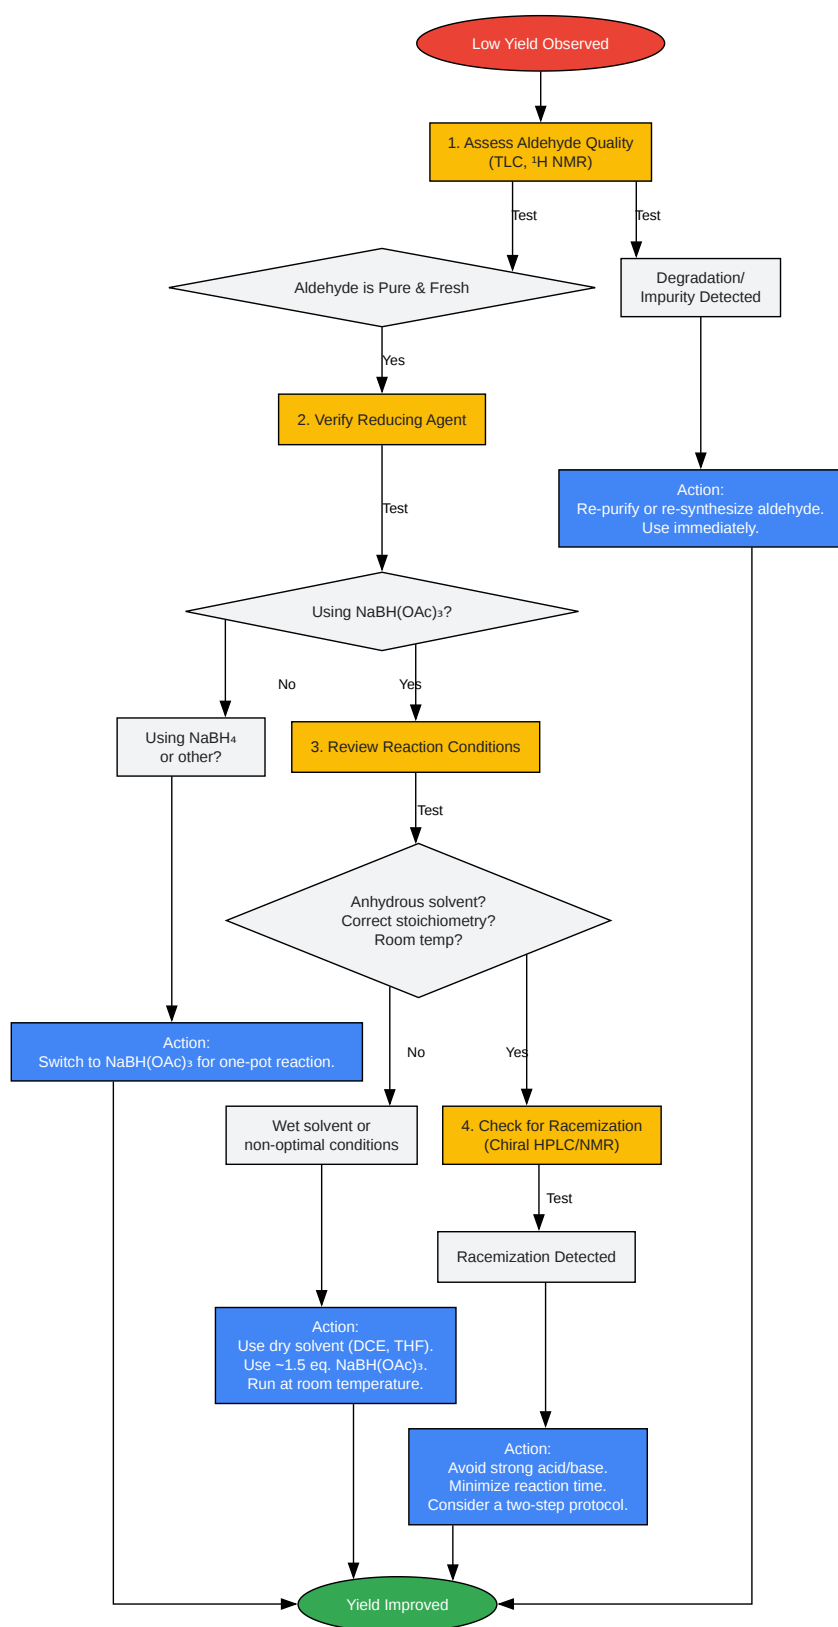 Low Yield Observed
1. Assess Aldehyde Quality
(TLC, ¹H NMR)
Test
Test
Aldehyde is Pure & Fresh
Degradation/
Impurity Detected
Yes
2. Verify Reducing Agent
Test
Action:
Re-purify or re-synthesize aldehyde.
Use immediately.
Using NaBH(OAc)₃?
No
Yes
Using NaBH₄
or other?
3. Review Reaction Conditions
Test
Anhydrous solvent?
Correct stoichiometry?
Room temp?
No
Yes
Action:
Switch to NaBH(OAc)₃ for one-pot reaction.
Wet solvent or
non-optimal conditions
4. Check for Racemization
(Chiral HPLC/NMR)
Test
Racemization Detected
Action:
Use dry solvent (DCE, THF).
Use ~1.5 eq. NaBH(OAc)₃.
Run at room temperature.
Action:
Avoid strong acid/base.
Minimize reaction time.
Consider a two-step protocol.
Yield Improved